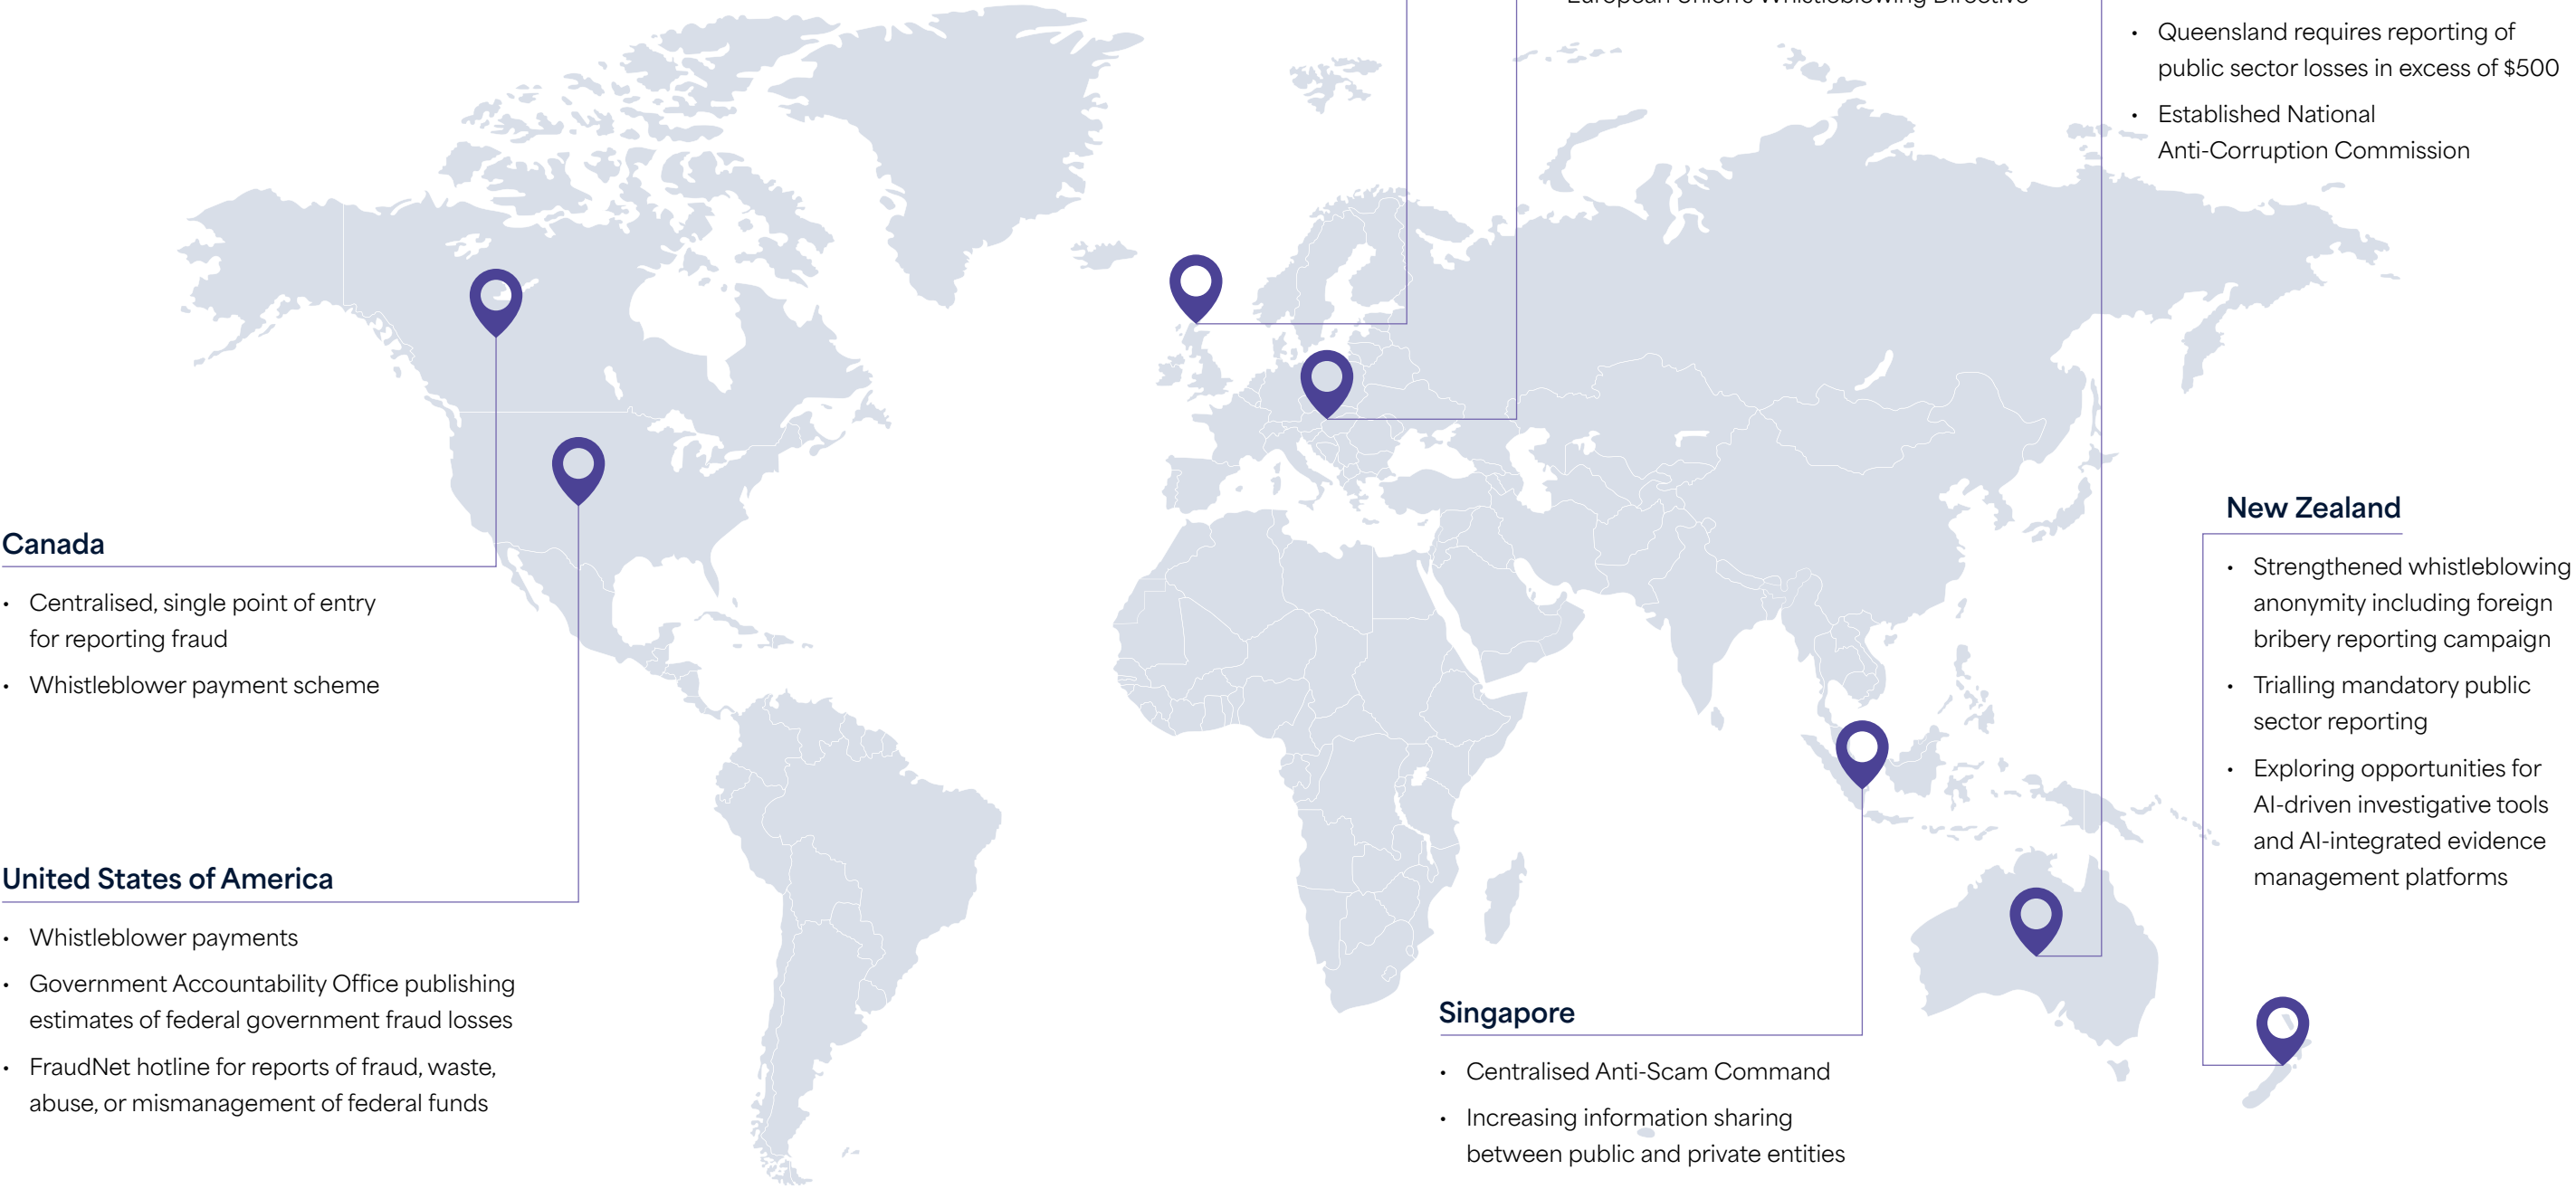 European Union's Whistleblowing Directive
• Queensland requires reporting of
public sector losses in excess of $500
• Established National
Anti-Corruption Commission
Canada
• Centralised, single point of entry
for reporting fraud
• Whistleblower payment scheme
United States of America
• Whistleblower payments
• Government Accountability Office publishing
estimates of federal government fraud losses
• FraudNet hotline for reports of fraud, waste,
abuse, or mismanagement of federal funds
Singapore
• Centralised Anti-Scam Command
• Increasing information sharing
between public and private entities
New Zealand
• Strengthened whistleblowing
anonymity including foreign
bribery reporting campaign
• Trialling mandatory public
sector reporting
• Exploring opportunities for
AI-driven investigative tools
and AI-integrated evidence
management platforms